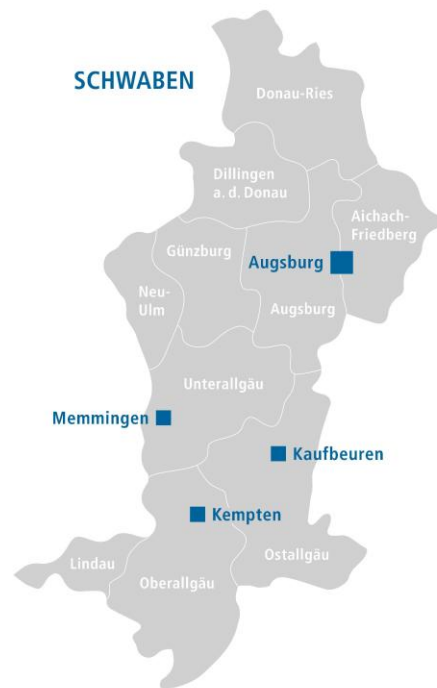 SCHWABEN
Donau-Ries
Dillingen
a. d. Donau
Aichach-
Friedberg
Günzburg
Augsburg
Neu-
Ulm
Augsburg
Unterallgäu
Memmingen
Kaufbeuren
Kempten
Ostallgäu
Lindau
Oberallgäu